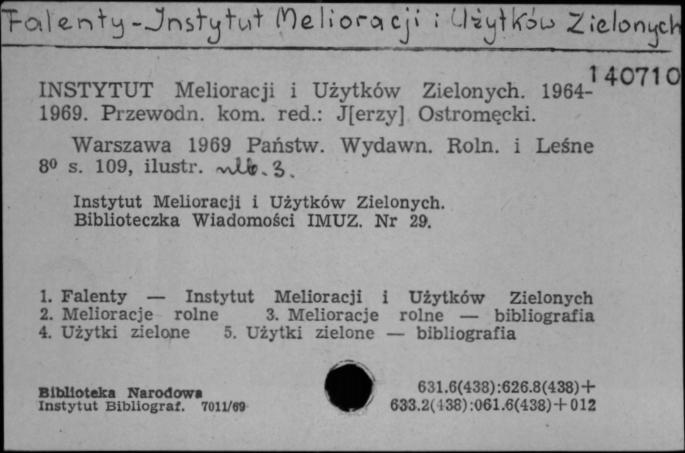 Falenty - Instytut Melioracji i Użytków Zielonych
140710
INSTYTUT Melioracji i Użytków Zielonych. 1964-
1969. Przewodn. kom. red.: J[erzy] Ostromęcki.
Warszawa 1969 Państw. Wydawn. Roln. i Leśne
8⁰ s. 109, ilustr. nlb. 3.
Instytut Melioracji i Użytków Zielonych.
Biblioteczka Wiadomości IMUZ. Nr 29.
1. Falenty — Instytut Melioracji i Użytków Zielonych
2. Melioracje rolne 3. Melioracje rolne — bibliografia
4. Użytki zielone 5. Użytki zielone — bibliografia
Biblioteka Narodowa
Instytut Bibliograf. 7011/69
631.6(438):626.8(438)+
633.2(438):061.6(438)+012